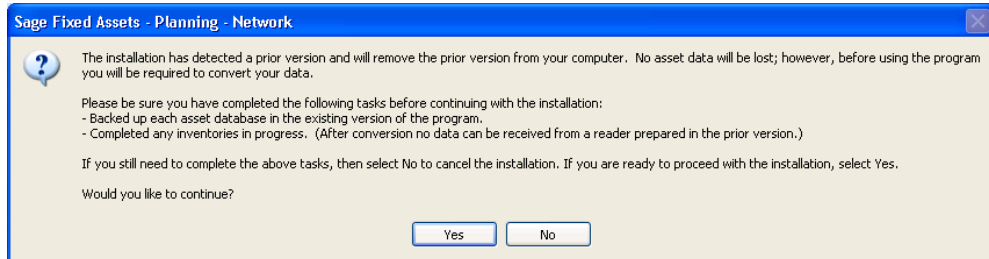 Sage Fixed Assets - Planning - Network
The installation has detected a prior version and will remove the prior version from your computer.  No asset data will be lost; however, before using the program
you will be required to convert your data.
Please be sure you have completed the following tasks before continuing with the installation:
- Backed up each asset database in the existing version of the program.
- Completed any inventories in progress.  (After conversion no data can be received from a reader prepared in the prior version.)
If you still need to complete the above tasks, then select No to cancel the installation. If you are ready to proceed with the installation, select Yes.
Would you like to continue?
Yes No